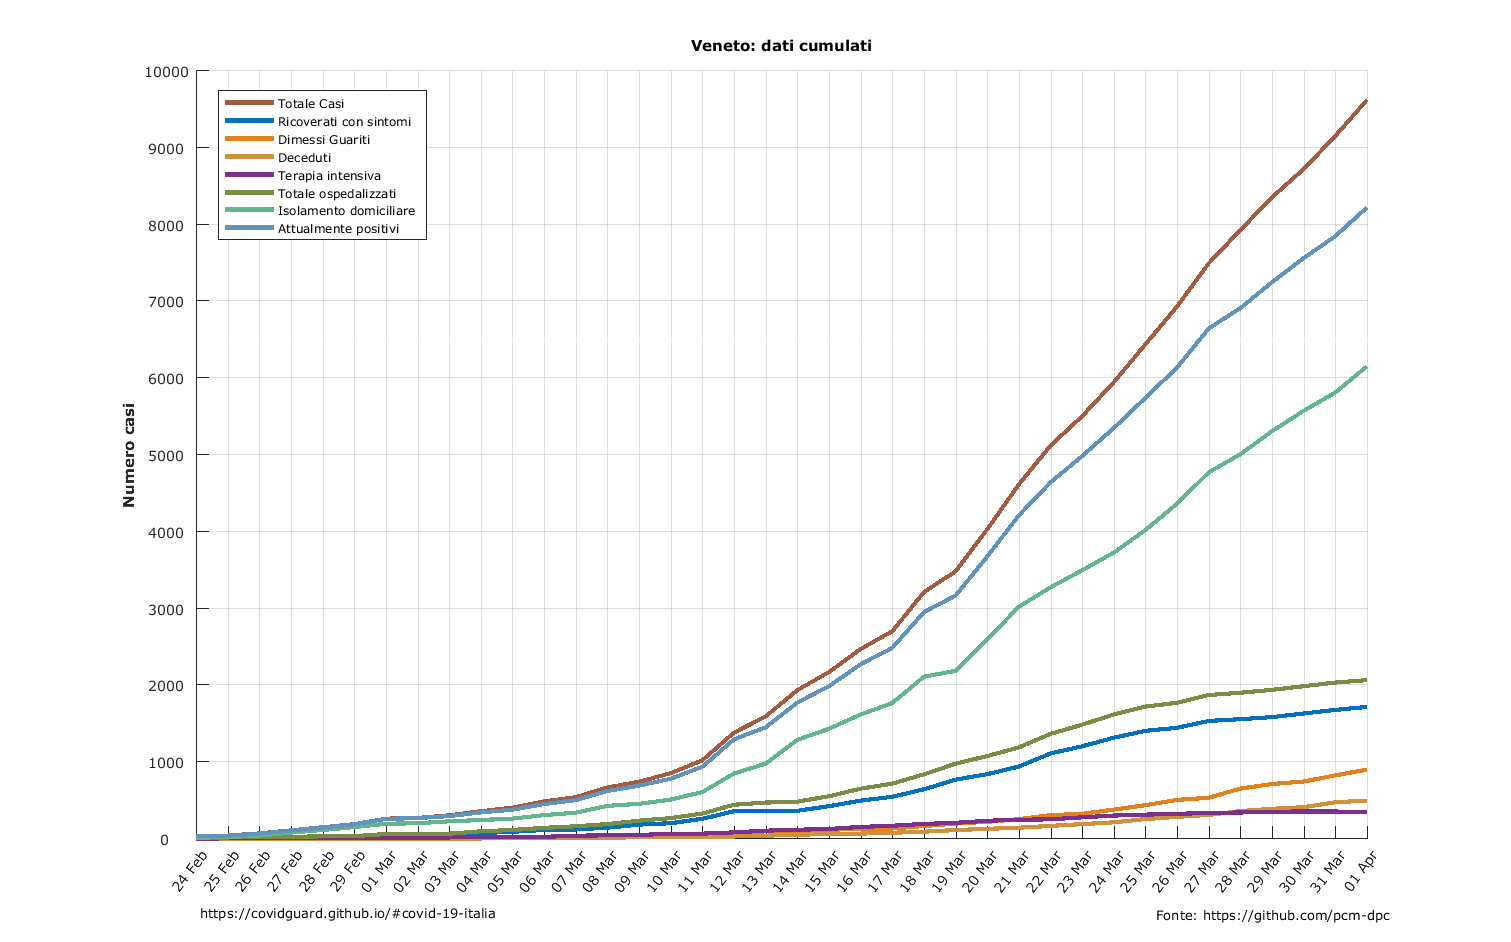 Veneto: dati cumulati
10000
9000
8000
7000
6000
5000
4000
3000
2000
1000
0
Numero casi
Totale Casi
Ricoverati con sintomi
Dimessi Guariti
Deceduti
Terapia intensiva
Totale ospedalizzati
Isolamento domiciliare
Attualmente positivi
24 Feb
25 Feb
26 Feb
27 Feb
28 Feb
29 Feb
01 Mar
02 Mar
03 Mar
04 Mar
05 Mar
06 Mar
07 Mar
08 Mar
09 Mar
10 Mar
11 Mar
12 Mar
13 Mar
14 Mar
15 Mar
16 Mar
17 Mar
18 Mar
19 Mar
20 Mar
21 Mar
22 Mar
23 Mar
24 Mar
25 Mar
26 Mar
27 Mar
28 Mar
29 Mar
30 Mar
31 Mar
01 Apr
https://covidguard.github.io/#covid-19-italia
Fonte: https://github.com/pcm-dpc